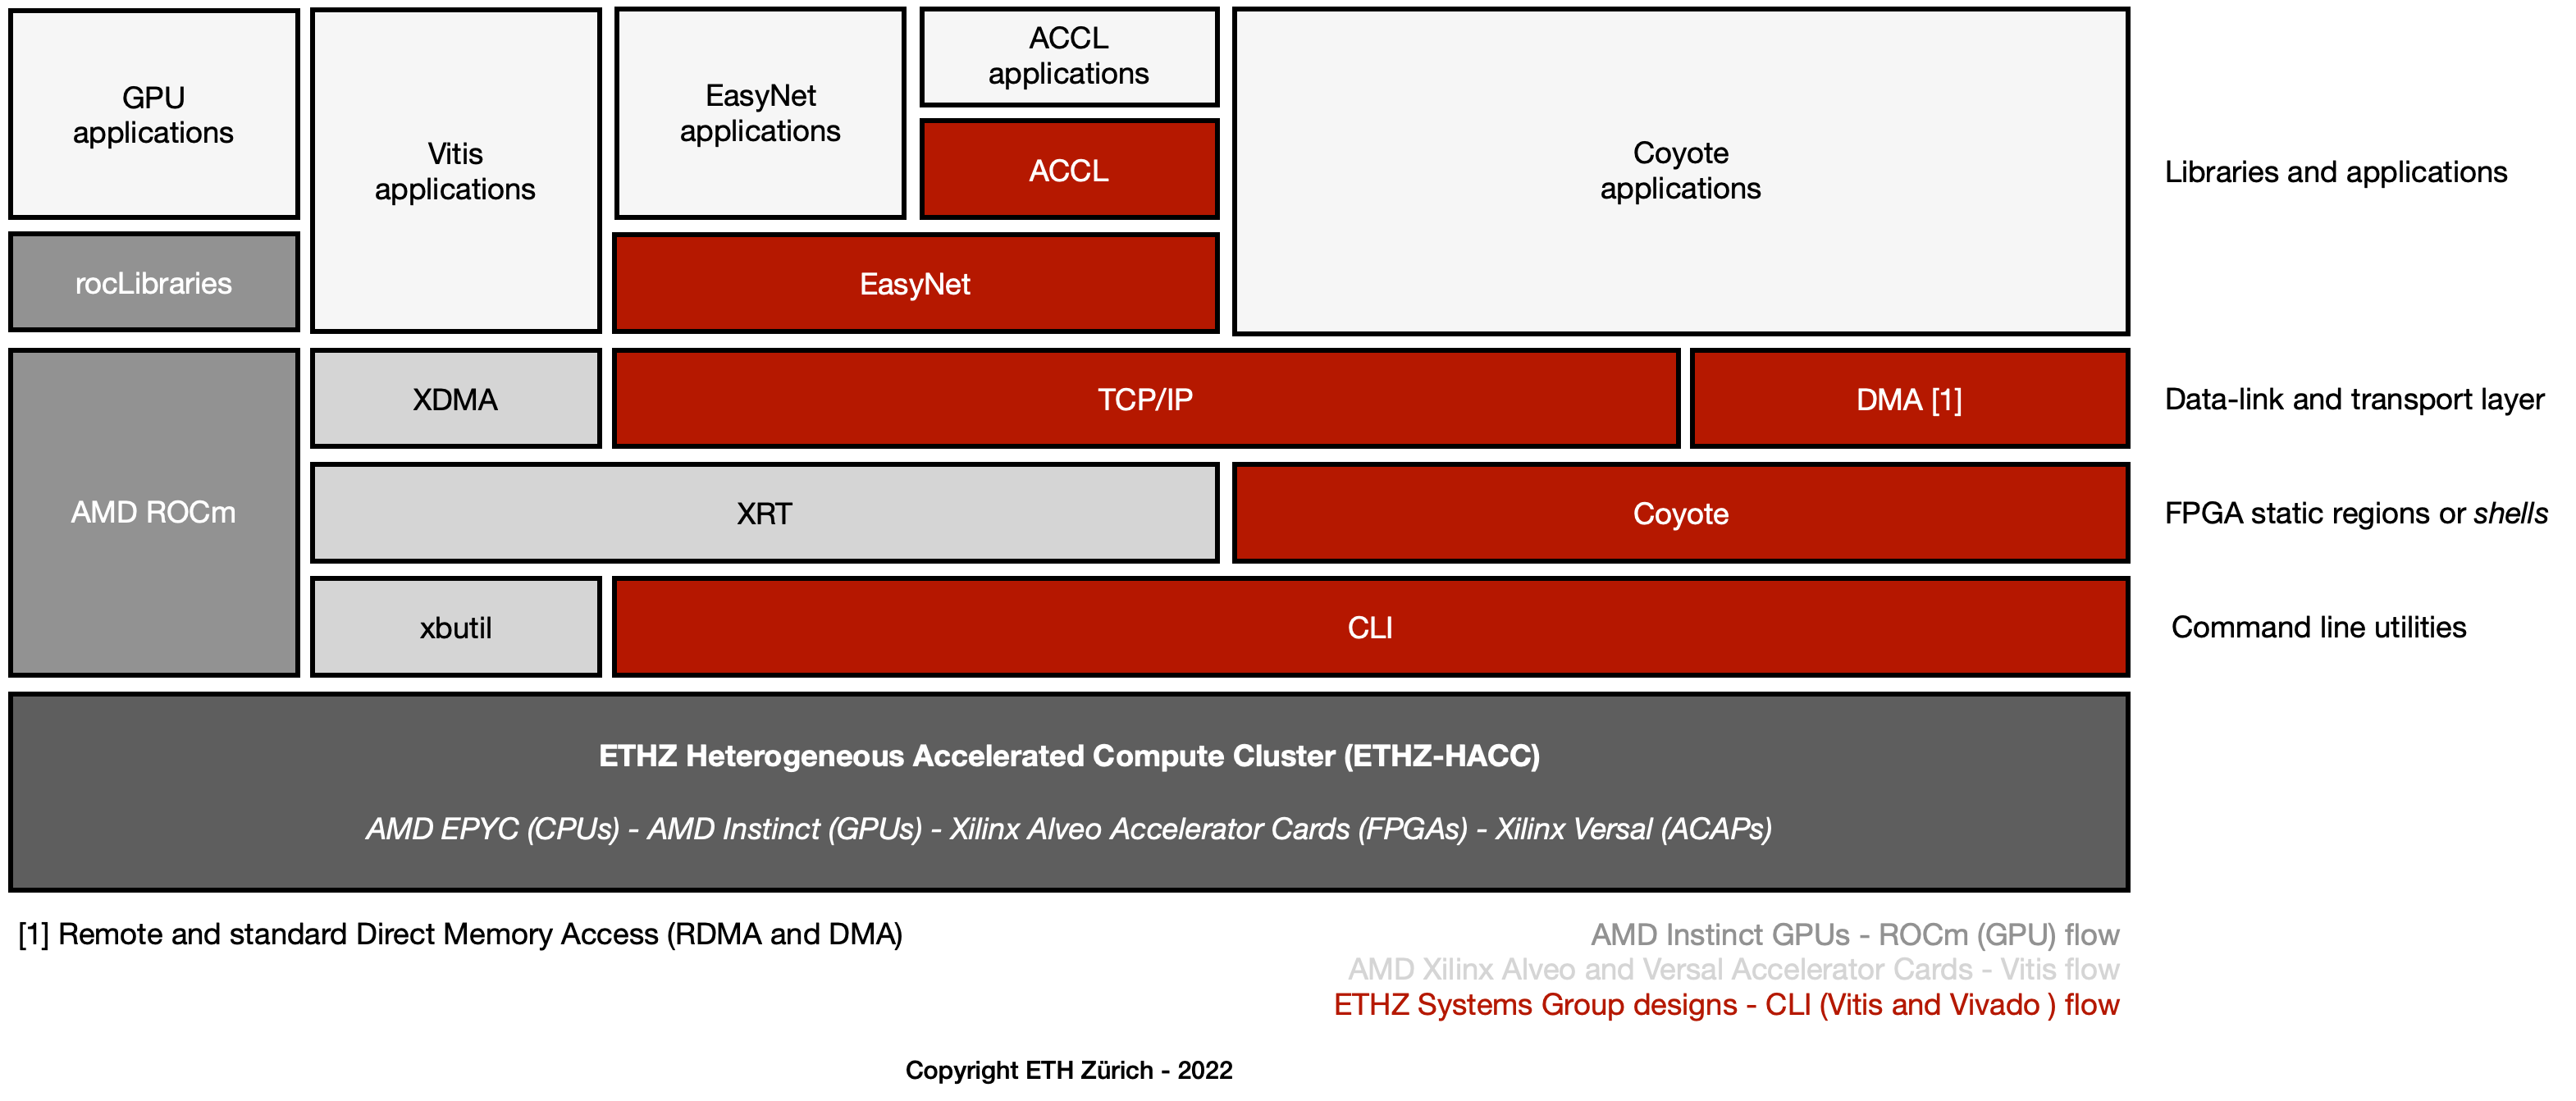 GPU
applications
Vitis
applications
EasyNet
applications
ACCL
applications
ACCL
Coyote
applications
Libraries and applications
rocLibraries
EasyNet
AMD ROCm
XDMA
TCP/IP
DMA [1]
Data-link and transport layer
XRT
Coyote
FPGA static regions or shells
xbutil
CLI
Command line utilities
ETHZ Heterogeneous Accelerated Compute Cluster (ETHZ-HACC)
AMD EPYC (CPUs) - AMD Instinct (GPUs) - Xilinx Alveo Accelerator Cards (FPGAs) - Xilinx Versal (ACAPs)
[1] Remote and standard Direct Memory Access (RDMA and DMA)
AMD Instinct GPUs - ROCm (GPU) flow
AMD Xilinx Alveo and Versal Accelerator Cards - Vitis flow
ETHZ Systems Group designs - CLI (Vitis and Vivado ) flow
Copyright ETH Zürich - 2022